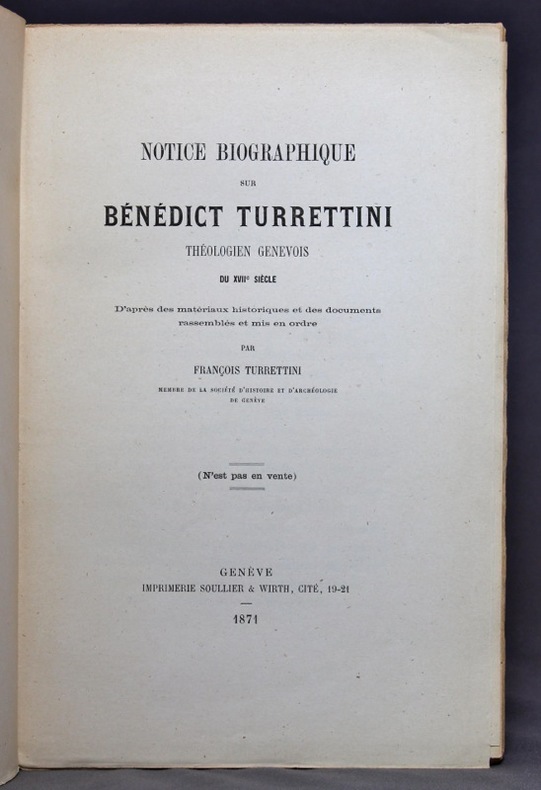 NOTICE BIOGRAPHIQUE
SUR
BÉNÉDICT TURRETTINI
THÉOLOGIEN GENEVOIS
DU XVIIe SIÈCLE
D'après des matériaux historiques et des documents
rassemblés et mis en ordre
PAR
FRANÇOIS TURRETTINI
MEMBRE DE LA SOCIÉTÉ D'HISTOIRE ET D'ARCHÉOLOGIE
DE GENÈVE
(N'est pas en vente)
GENÈVE
IMPRIMERIE SOULLIER & WIRTH, CITÉ, 19-21
1871